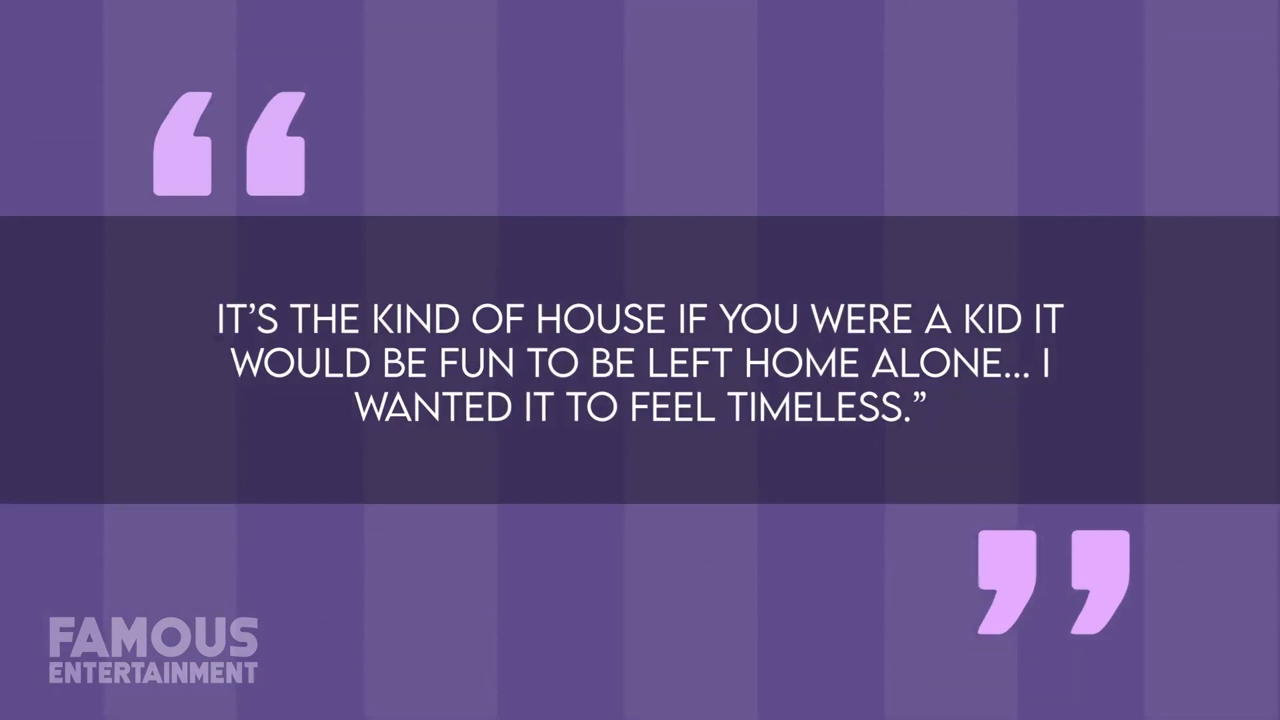 IT’S THE KIND OF HOUSE IF YOU WERE A KID IT
WOULD BE FUN TO BE LEFT HOME ALONE... I
WANTED IT TO FEEL TIMELESS.”
FAMOUS
ENTERTAINMENT